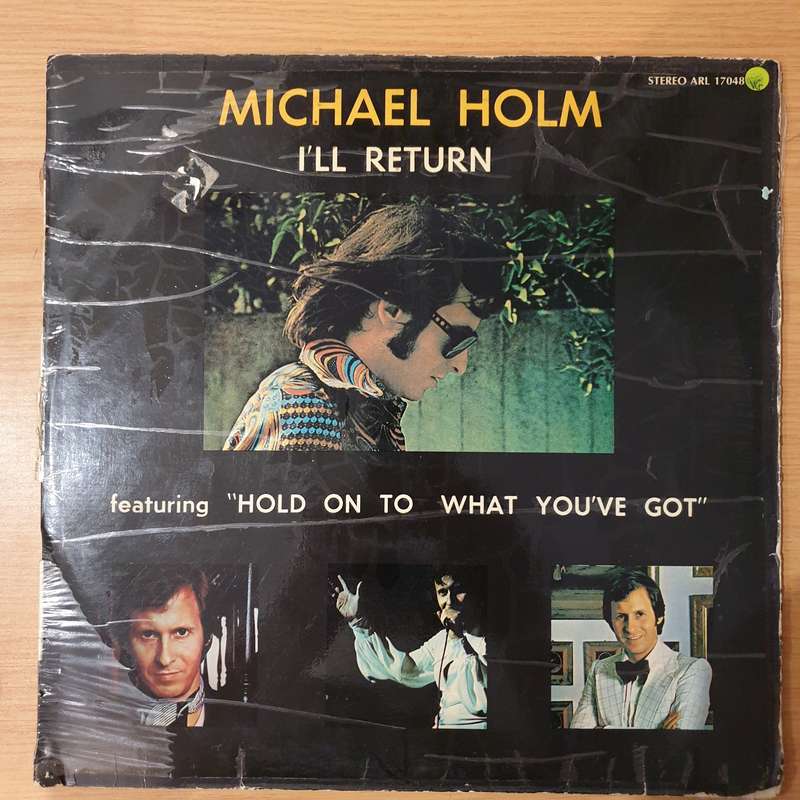 STEREO ARL 17048
MICHAEL HOLM
I'LL RETURN
featuring "HOLD ON TO WHAT YOU'VE GOT"